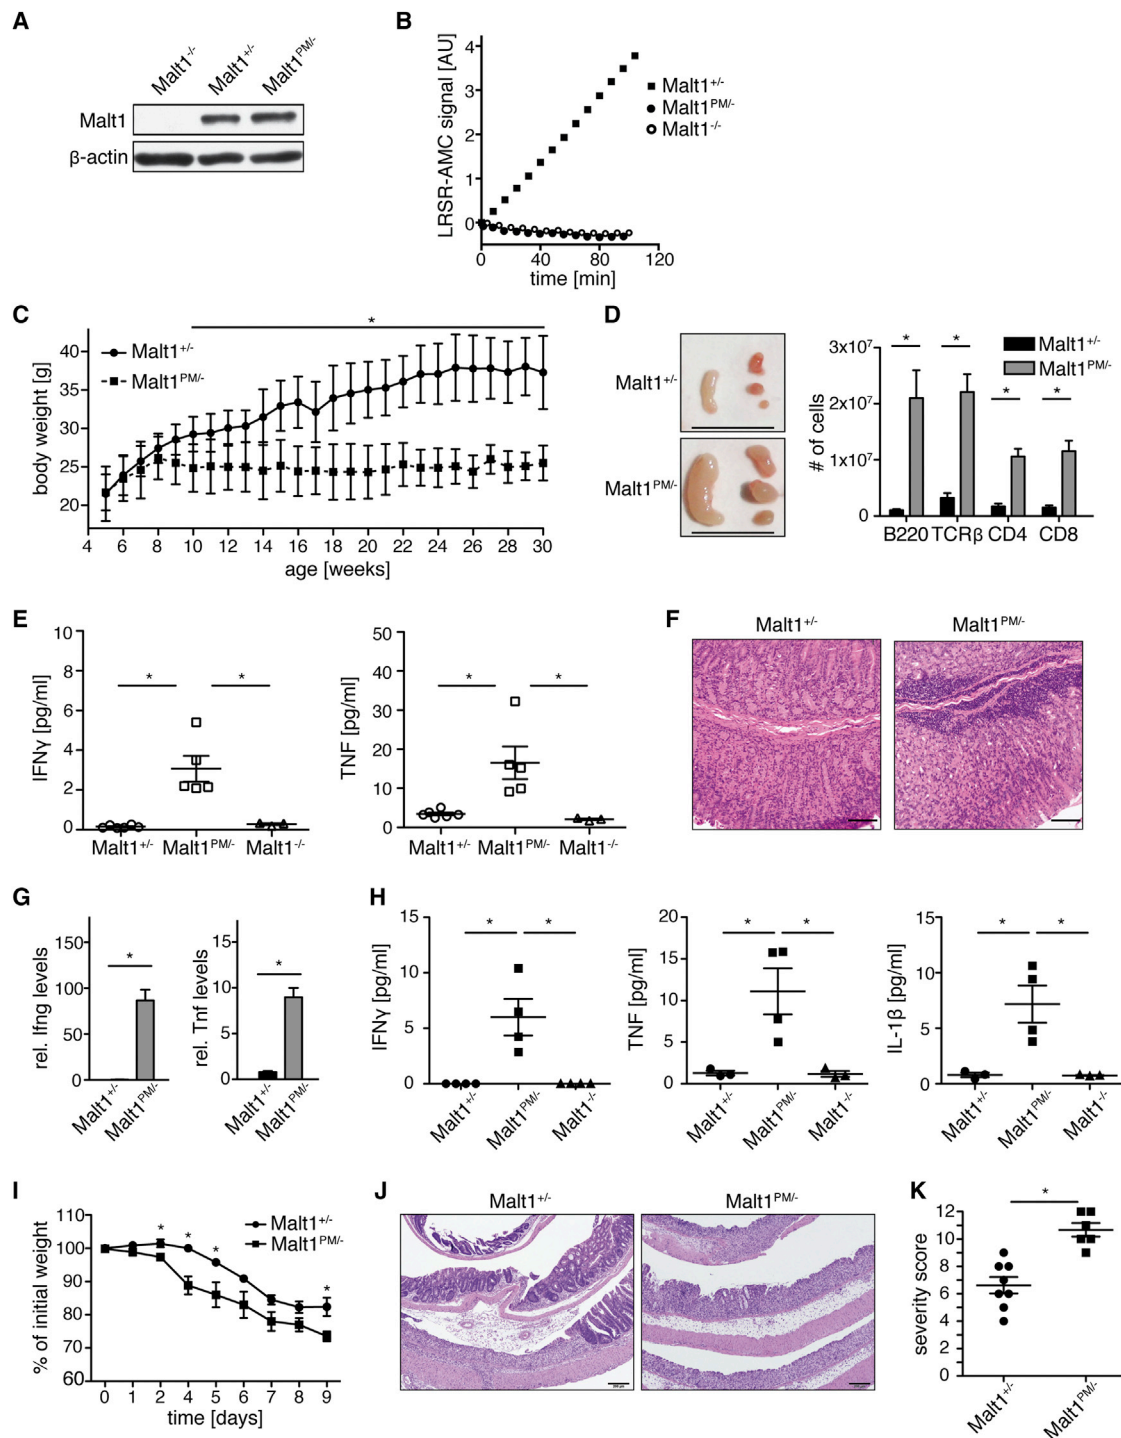 A
Malt1-/-
Malt1+/-
Malt1PM/-
Malt1
β-actin
B
LRSR-AMC signal [AU]
4
3
2
1
0
0 40 80 120
time [min]
Malt1+/-
Malt1PM/-
Malt1-/-
C
*
body weight [g]
40
35
30
25
20
Malt1+/-
Malt1PM/-
4 6 8 10 12 14 16 18 20 22 24 26 28 30
age [weeks]
D
Malt1+/-
Malt1PM/-
# of cells
3x10⁷
2x10⁷
1x10⁷
0
* * * *
Malt1+/-
Malt1PM/-
B220 TCRβ CD4 CD8
E
IFNγ [pg/ml]
10
8
6
4
2
0
* *
Malt1+/- Malt1PM/- Malt1-/-
TNF [pg/ml]
50
40
30
20
10
0
* *
Malt1+/- Malt1PM/- Malt1-/-
F
Malt1+/- Malt1PM/-
G
rel. Ifng levels
150
100
50
0
*
Malt1+/-
Malt1PM/-
rel. Tnf levels
15
10
5
0
*
Malt1+/-
Malt1PM/-
H
IFNγ [pg/ml]
15
10
5
0
* *
Malt1+/-
Malt1PM/-
Malt1-/-
TNF [pg/ml]
20
15
10
5
0
* *
Malt1+/-
Malt1PM/-
Malt1-/-
IL-1β [pg/ml]
15
10
5
0
* *
Malt1+/-
Malt1PM/-
Malt1-/-
I
% of initial weight
110
100
90
80
70
60
* * * *
Malt1+/-
Malt1PM/-
0 1 2 4 5 6 7 8 9
time [days]
J
Malt1+/- Malt1PM/-
K
severity score
12
10
8
6
4
2
0
*
Malt1+/-
Malt1PM/-